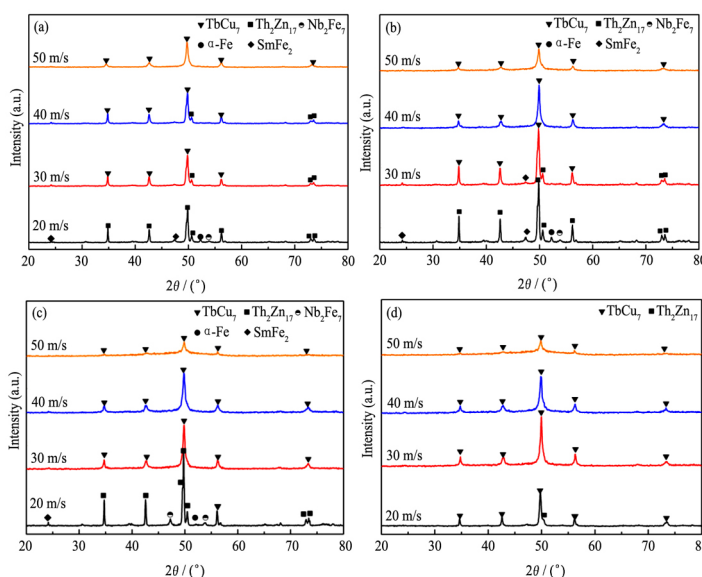 (a) ▼TbCu7 ■Th2Zn17 ◒Nb2Fe7
●α-Fe ◆SmFe2
50 m/s
40 m/s
30 m/s
20 m/s
Intensity (a.u.)
20 30 40 50 60 70 80
2θ / (°)
(b) ▼TbCu7 ■Th2Zn17 ◒Nb2Fe7
●α-Fe ◆SmFe2
50 m/s
40 m/s
30 m/s
20 m/s
Intensity (a.u.)
20 30 40 50 60 70 80
2θ / (°)
(c) ▼TbCu7 ■Th2Zn17 ◒Nb2Fe7
●α-Fe ◆SmFe2
50 m/s
40 m/s
30 m/s
20 m/s
Intensity (a.u.)
20 30 40 50 60 70 80
2θ / (°)
(d) ▼TbCu7 ■Th2Zn17
50 m/s
40 m/s
30 m/s
20 m/s
Intensity (a.u.)
20 30 40 50 60 70 80
2θ / (°)